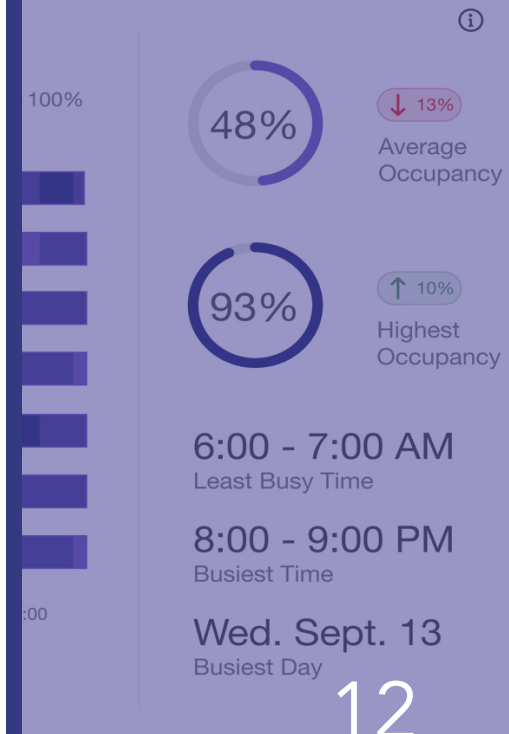 100%
48%
↓ 13%
Average
Occupancy
93%
↑ 10%
Highest
Occupancy
6:00 - 7:00 AM
Least Busy Time
8:00 - 9:00 PM
Busiest Time
:00
Wed. Sept. 13
Busiest Day
12